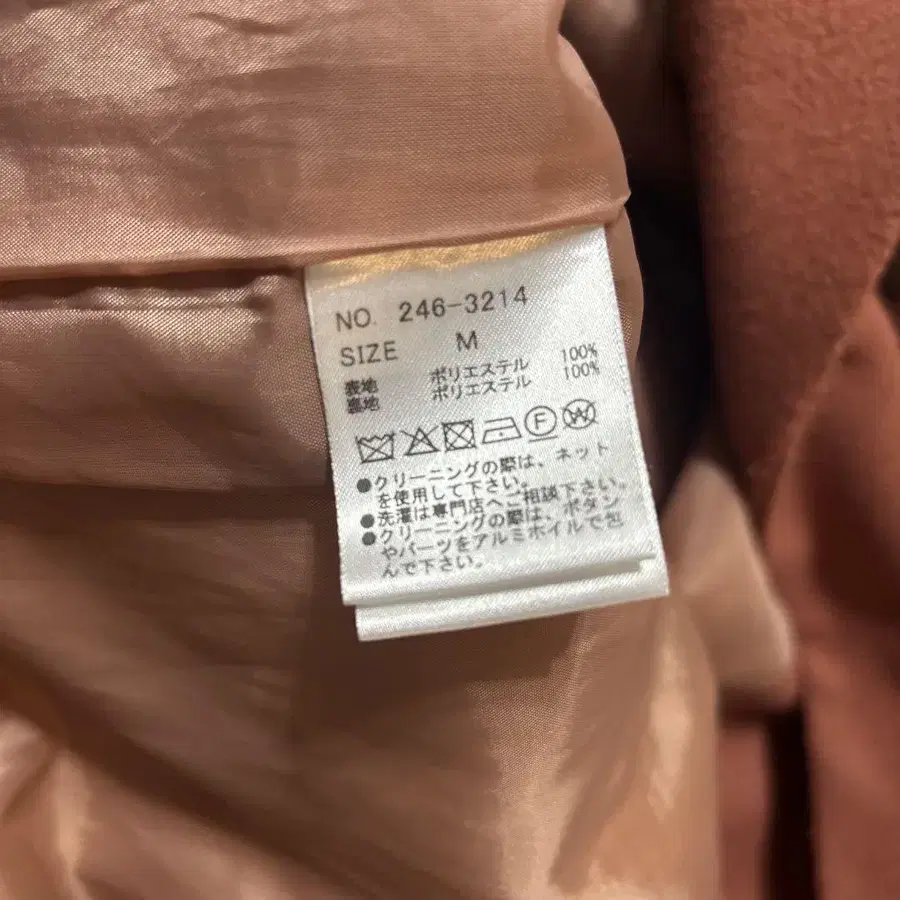 NO. 246-3214
SIZE M
表地 ポリエステル 100%
裏地 ポリエステル 100%
F W
●クリーニングの際は、ネット
を使用して下さい。
●洗濯は専門店へご相談下さい。
●クリーニングの際は、ボタン
やパーツをアルミホイルで包
んで下さい。